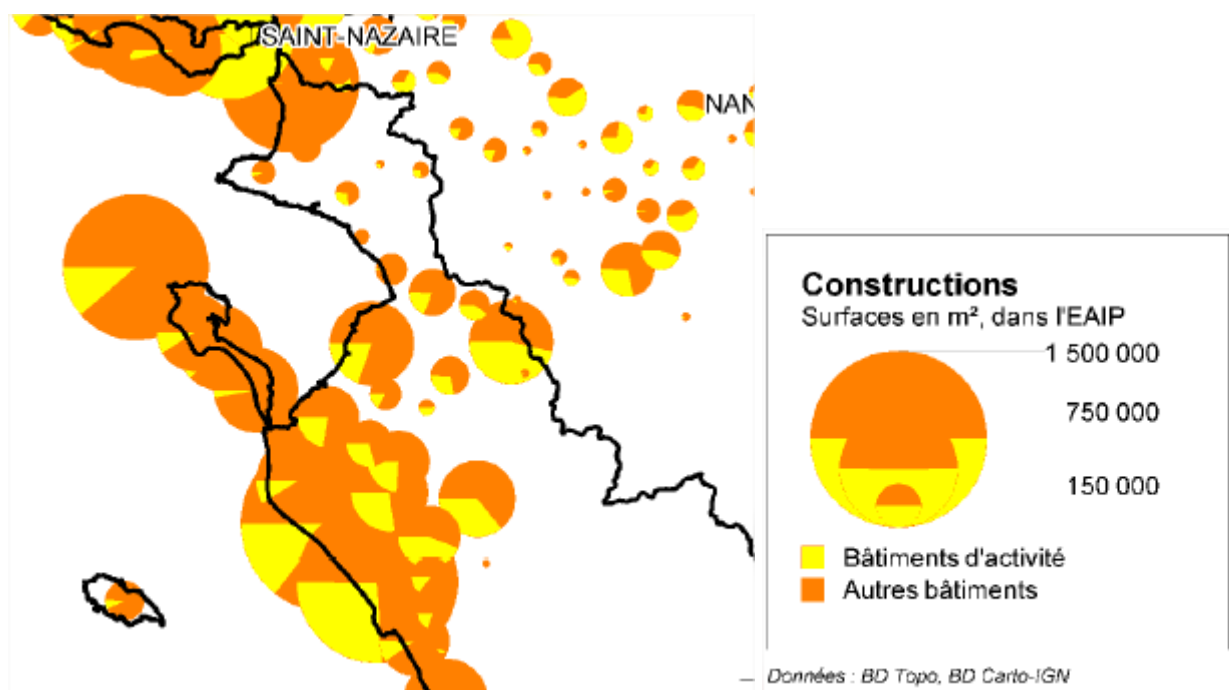 SAINT-NAZAIRE
NAN
Constructions
Surfaces en m², dans l'EAIP
1 500 000
750 000
150 000
Bâtiments d'activité
Autres bâtiments
Données : BD Topo, BD Carto-IGN